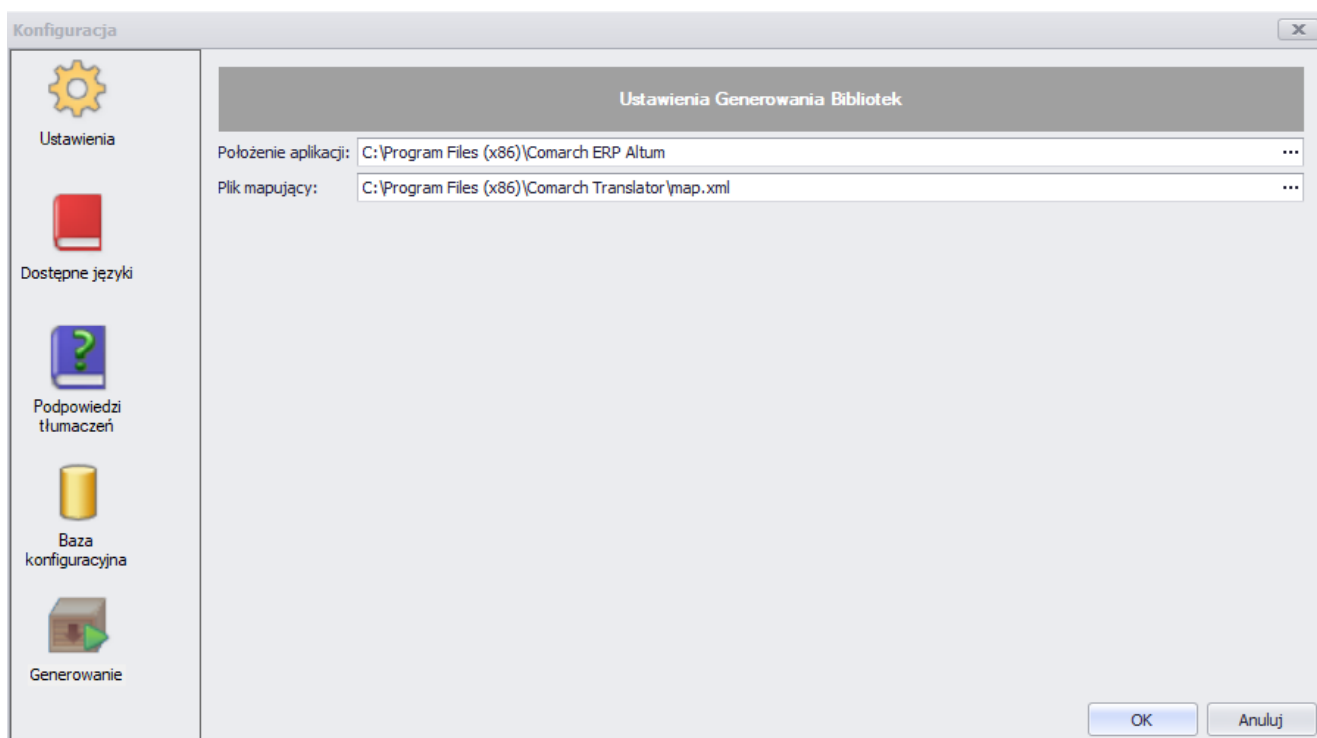 Konfiguracja
Ustawienia
Dostępne języki
Podpowiedzi
tłumaczeń
Baza
konfiguracyjna
Generowanie
Ustawienia Generowania Bibliotek
Położenie aplikacji: C:\Program Files (x86)\Comarch ERP Altum ...
Plik mapujący: C:\Program Files (x86)\Comarch Translator\map.xml ...
OK Anuluj